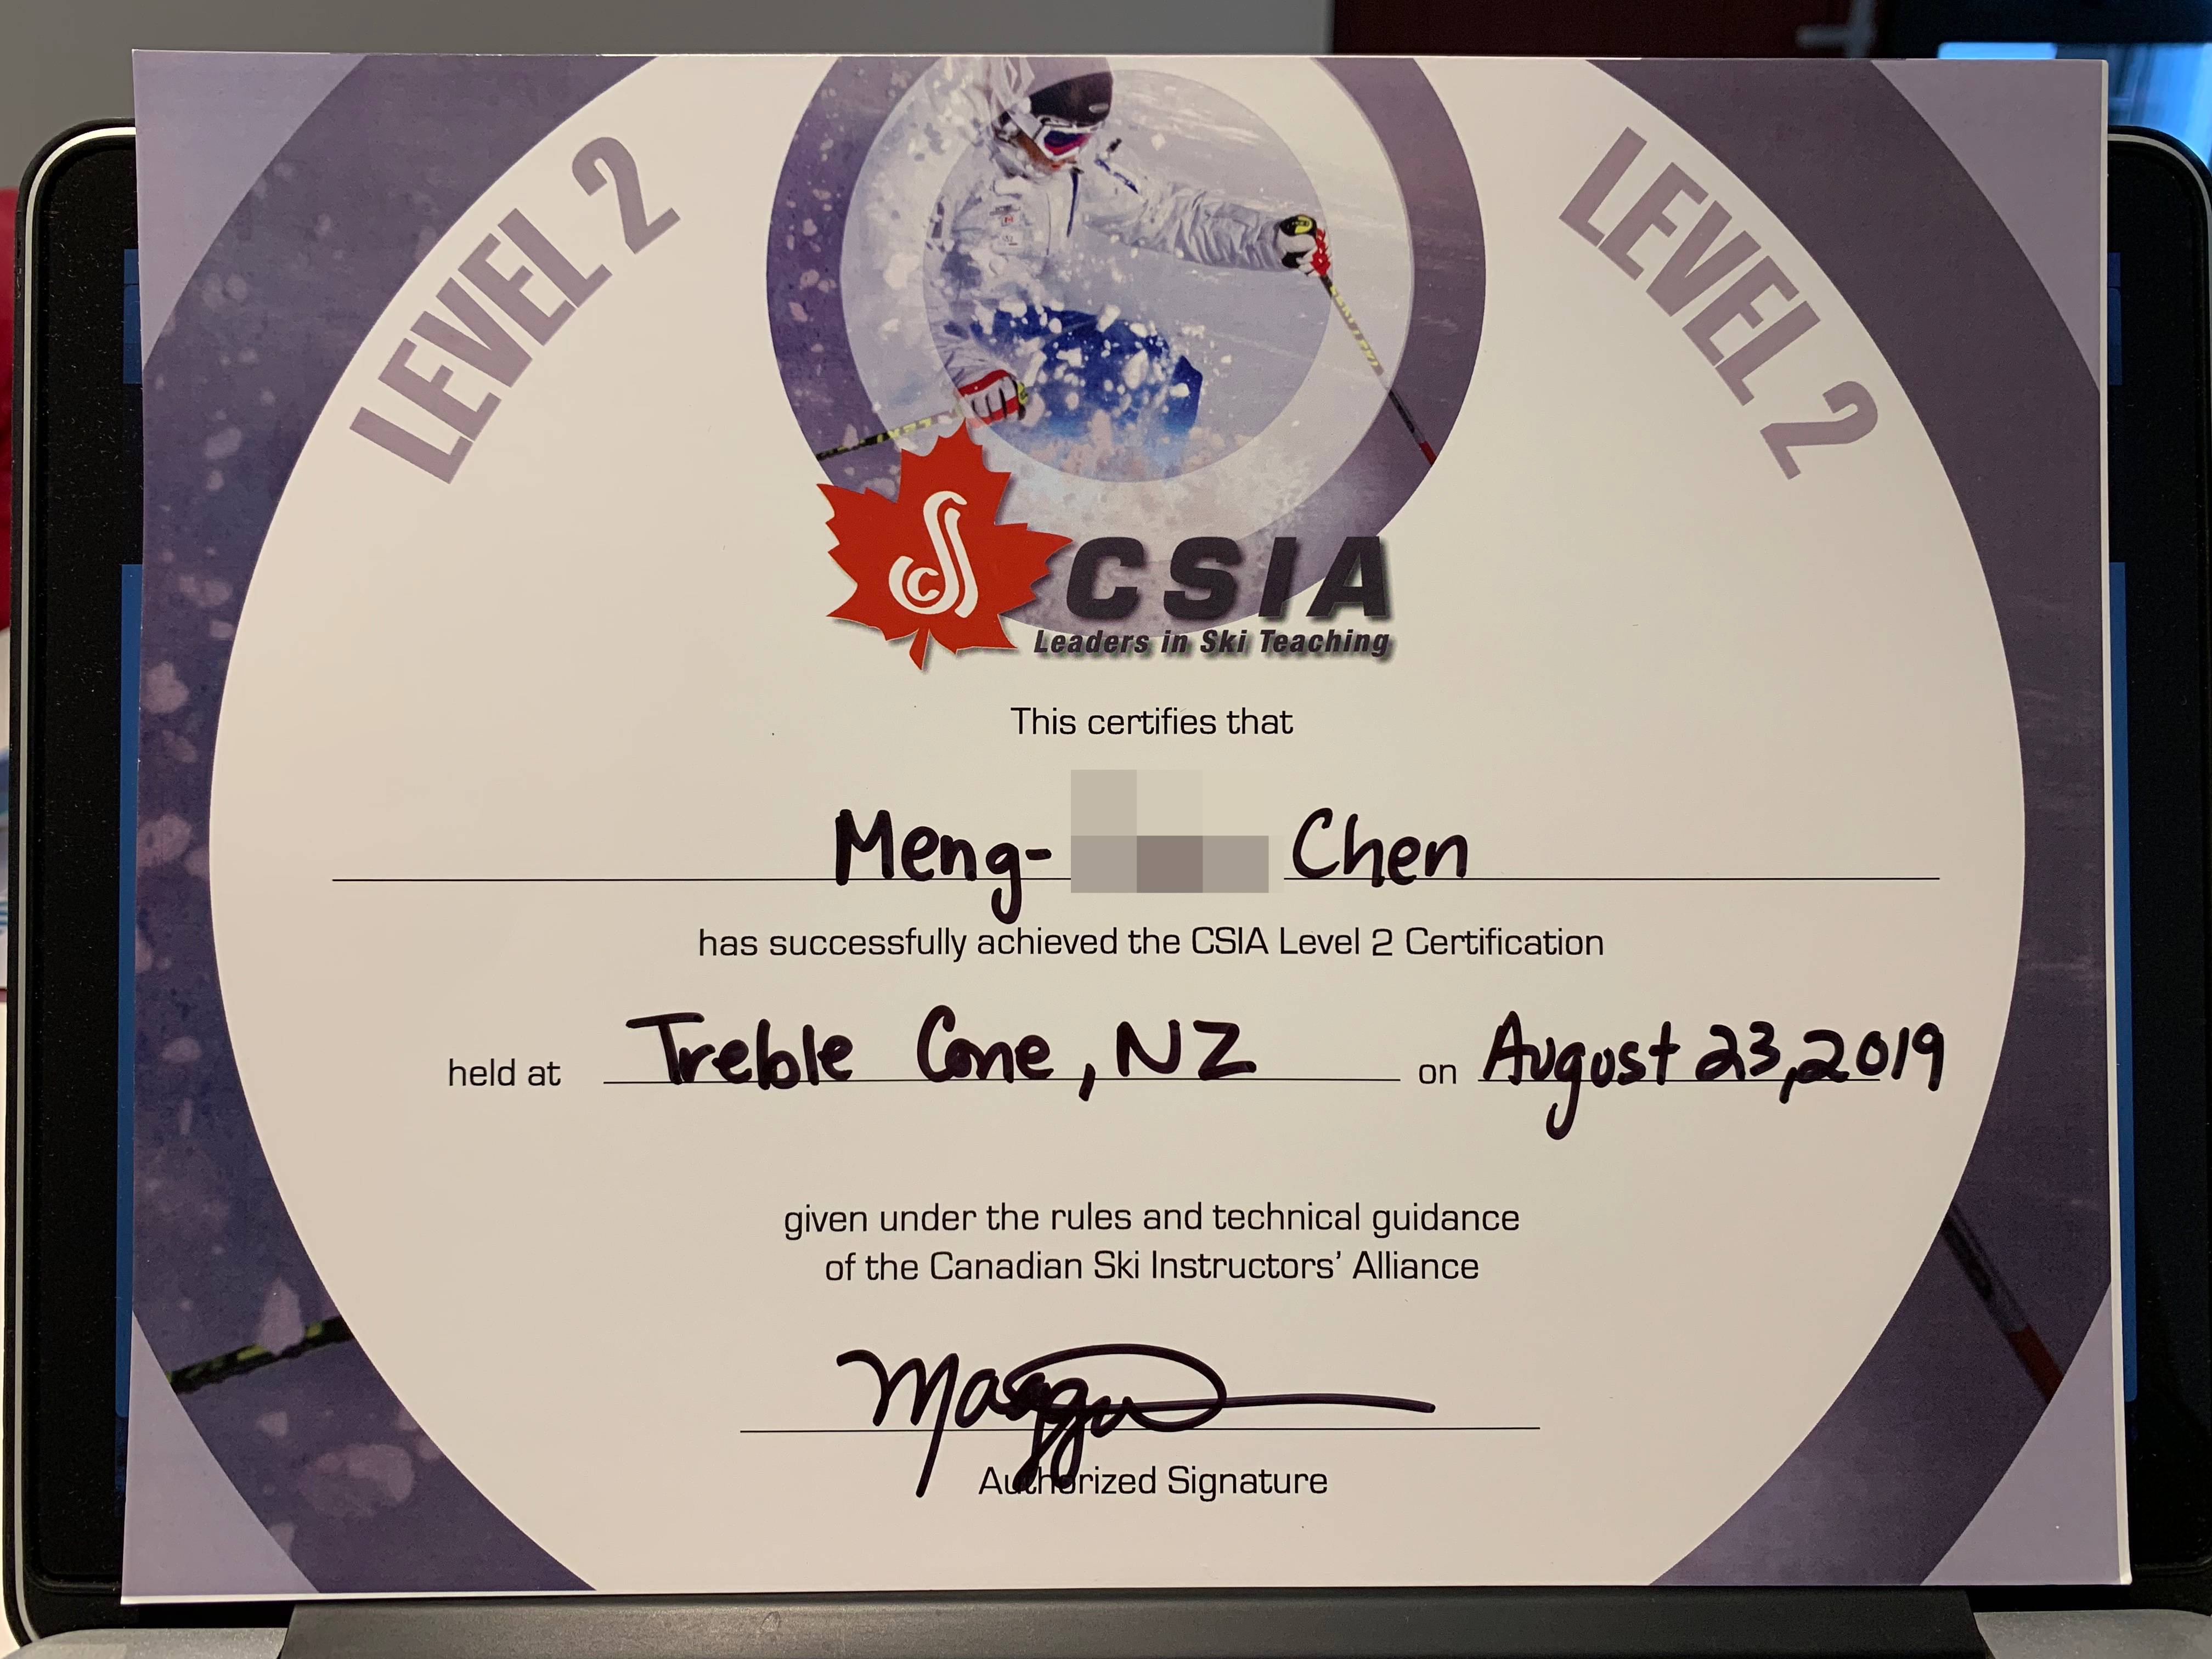 LEVEL 2
LEVEL 2
CSIA
Leaders in Ski Teaching
This certifies that
Meng- Chen
has successfully achieved the CSIA Level 2 Certification
held at Treble Cone, NZ on August 23, 2019
given under the rules and technical guidance
of the Canadian Ski Instructors' Alliance
Authorized Signature